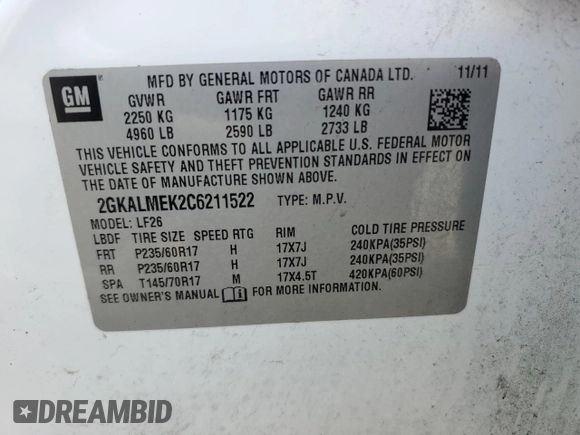 GM
MFD BY GENERAL MOTORS OF CANADA LTD. 11/11
GVWR GAWR FRT GAWR RR
2250 KG 1175 KG 1240 KG
4960 LB 2590 LB 2733 LB
THIS VEHICLE CONFORMS TO ALL APPLICABLE U.S. FEDERAL MOTOR
VEHICLE SAFETY AND THEFT PREVENTION STANDARDS IN EFFECT ON
THE DATE OF MANUFACTURE SHOWN ABOVE.
2GKALMEK2C6211522 TYPE: M.P.V.
MODEL: LF26
LBDF TIRE SIZE SPEED RTG RIM COLD TIRE PRESSURE
FRT P235/60R17 H 17X7J 240KPA(35PSI)
RR P235/60R17 H 17X7J 240KPA(35PSI)
SPA T145/70R17 M 17X4.5T 420KPA(60PSI)
SEE OWNER'S MANUAL FOR MORE INFORMATION.
DREAMBID